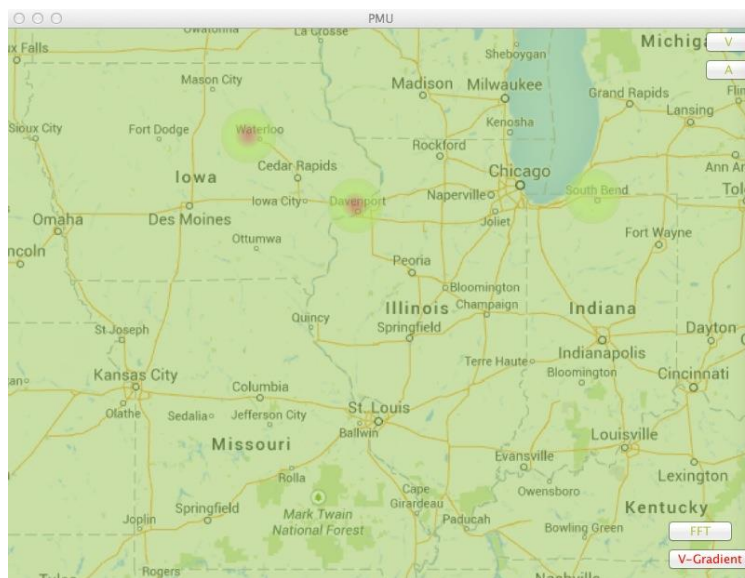 PMU
Owatonna
La Crosse
ux Falls
Sheboygan
Michiga
V
A
Mason City
Madison
Milwaukee
Grand Rapids
Flin
Lansing
Sioux City
Fort Dodge
Waterloo
Kenosha
Rockford
Ann Ar
Cedar Rapids
Iowa
Chicago
Naperville
South Bend
Tol
Omaha
Des Moines
Iowa City
Davenport
Joliet
Fort Wayne
ncoln
Ottumwa
Peoria
Bloomington
Illinois
Champaign
Indiana
St Joseph
Quincy
Springfield
Dayton
Terre Haute
Indianapolis
Bloomington
an
Kansas City
Columbia
Cincinnati
Olathe
Sedalia
Jefferson City
St. Louis
Ballwin
Missouri
Louisville
Evansville
Rolla
Lexington
Owensboro
Springfield
Cape
Girardeau
Kentucky
Mark Twain
National Forest
Joplin
Paducah
Bowling Green
FFT
V-Gradient
Rogers
Tulsa
Nashville